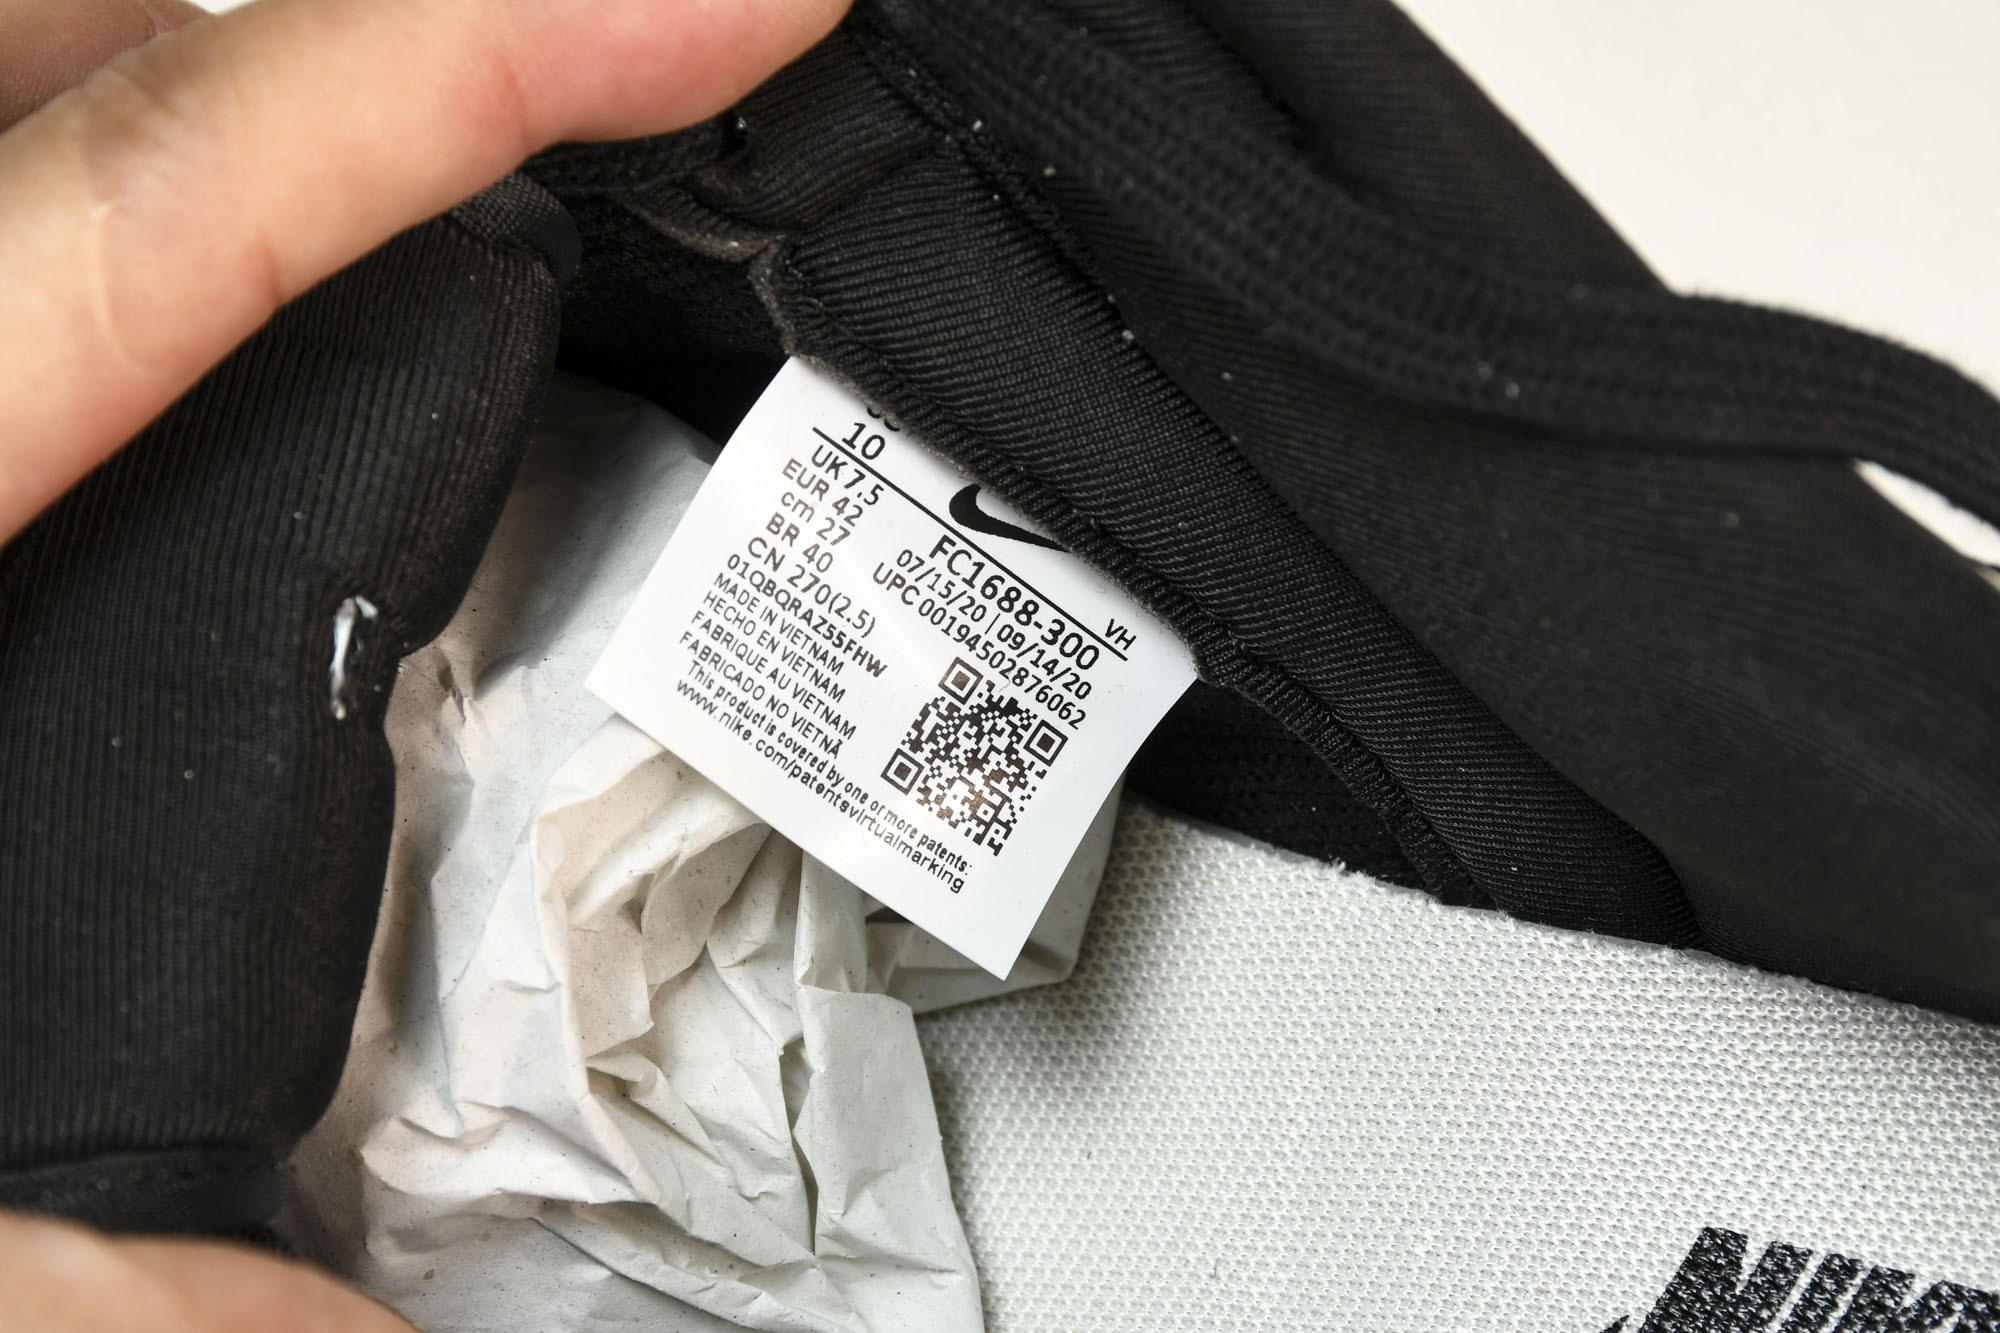 10
UK 7.5
EUR 42
cm 27
BR 40
CN 270(2.5)
01QBQRAZ55FHW
MADE IN VIETNAM
HECHO EN VIETNAM
FABRIQUE AU VIETNAM
FABRICADO NO VIETNÃ
This product is covered by one or more patents:
www.nike.com/patentsvirtualmarking
VH
FC1688-300
07/15/20 | 09/14/20
UPC 00194502876062